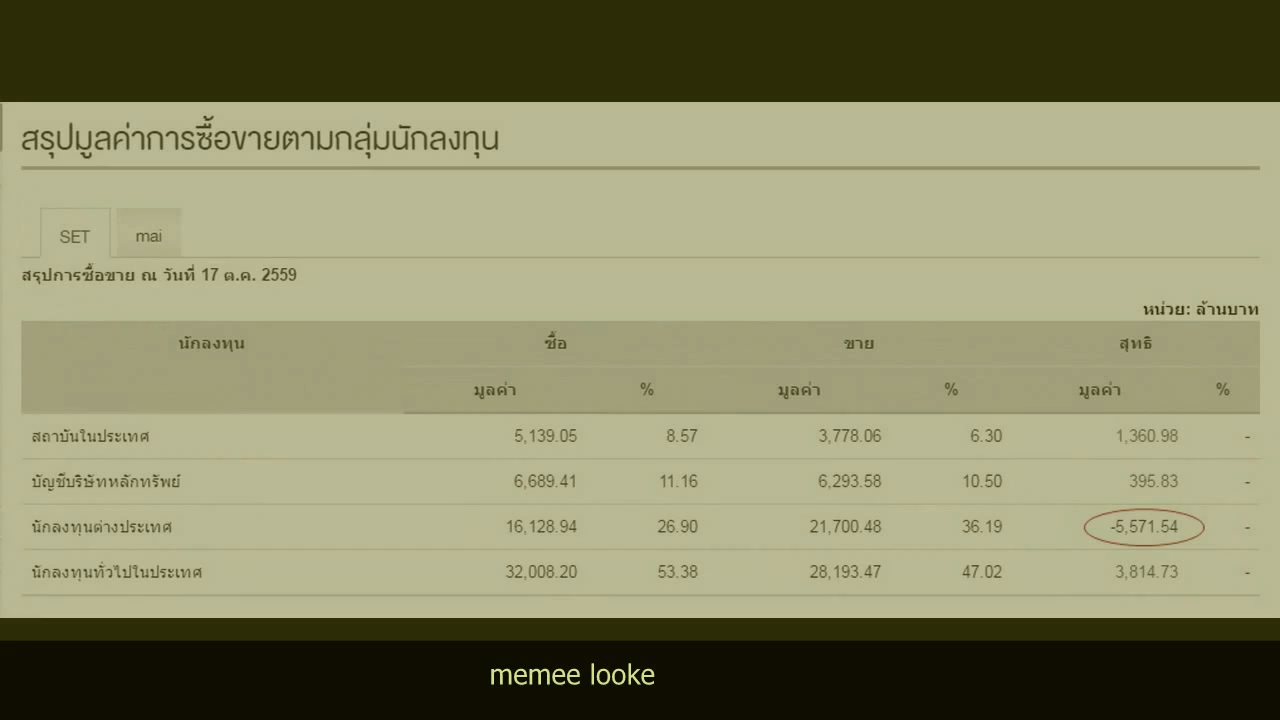 สรุปมูลค่าการซื้อขายตามกลุ่มนักลงทุน
SET mai
สรุปการซื้อขาย ณ วันที่ 17 ต.ค. 2559
หน่วย: ล้านบาท
นักลงทุน ซื้อ ขาย สุทธิ
มูลค่า % มูลค่า % มูลค่า %
สถาบันในประเทศ 5,139.05 8.57 3,778.06 6.30 1,360.98 -
บัญชีบริษัทหลักทรัพย์ 6,689.41 11.16 6,293.58 10.50 395.83 -
นักลงทุนต่างประเทศ 16,128.94 26.90 21,700.48 36.19 -5,571.54 -
นักลงทุนทั่วไปในประเทศ 32,008.20 53.38 28,193.47 47.02 3,814.73 -
memee looke